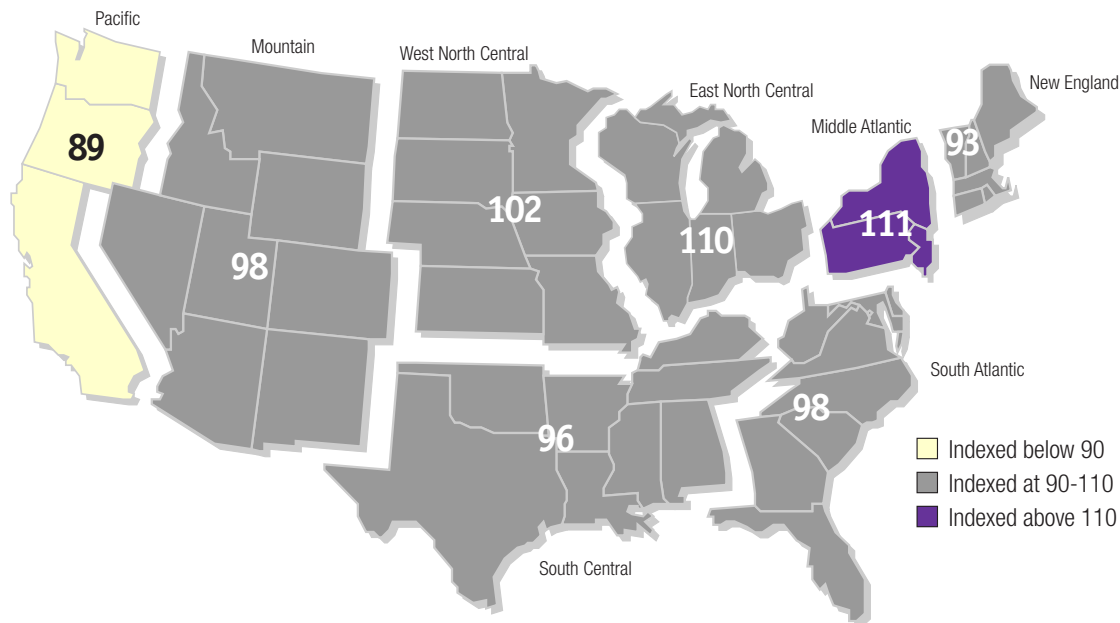 Pacific
Mountain
West North Central
East North Central
New England
Middle Atlantic
89
98
102
110
111
93
96
98
South Atlantic
South Central
Indexed below 90
Indexed at 90-110
Indexed above 110